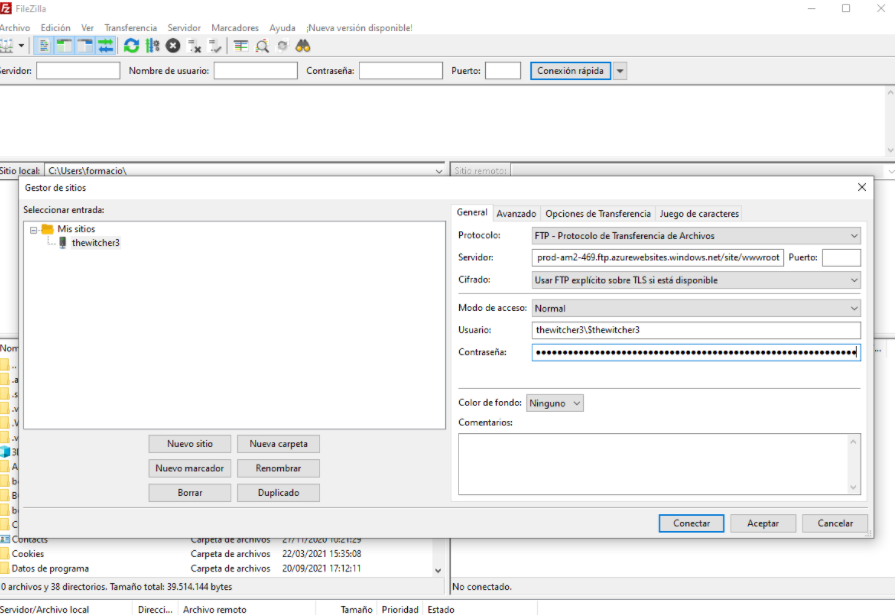 FileZilla
Archivo Edición Ver Transferencia Servidor Marcadores Ayuda ¡Nueva versión disponible!
Servidor: Nombre de usuario: Contraseña: Puerto: Conexión rápida
Sitio local: C:\Users\formacio\ Sitio remoto:
Gestor de sitios
Seleccionar entrada:
Mis sitios
thewitcher3
General Avanzado Opciones de Transferencia Juego de caracteres
Protocolo: FTP - Protocolo de Transferencia de Archivos
Servidor: prod-am2-469.ftp.azurewebsites.windows.net/site/wwwroot Puerto:
Cifrado: Usar FTP explícito sobre TLS si está disponible
Modo de acceso: Normal
Usuario: thewitcher3\$thewitcher3
Contraseña:
Color de fondo: Ninguno
Comentarios:
Nuevo sitio Nueva carpeta
Nuevo marcador Renombrar
Borrar Duplicado
Conectar Aceptar Cancelar
Contacts Carpeta de archivos 27/11/2020 10:21:29
Cookies Carpeta de archivos 22/03/2021 15:35:08
Datos de programa Carpeta de archivos 20/09/2021 17:12:11
0 archivos y 38 directorios. Tamaño total: 39.514.144 bytes
No conectado.
Servidor/Archivo local Direcci... Archivo remoto Tamaño Prioridad Estado